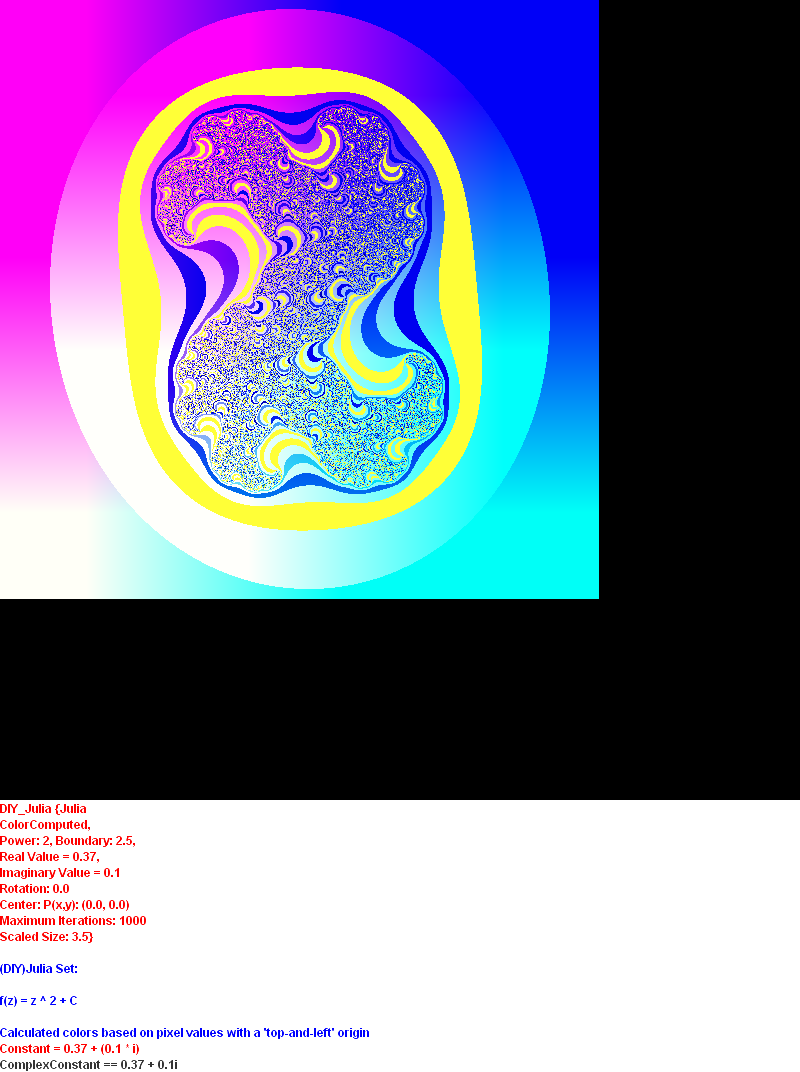 DIY_Julia {Julia
ColorComputed,
Power: 2, Boundary: 2.5,
Real Value = 0.37,
Imaginary Value = 0.1
Rotation: 0.0
Center: P(x,y): (0.0, 0.0)
Maximum Iterations: 1000
Scaled Size: 3.5}
(DIY)Julia Set:
f(z) = z ^ 2 + C
Calculated colors based on pixel values with a 'top-and-left' origin
Constant = 0.37 + (0.1 * i)
ComplexConstant == 0.37 + 0.1i